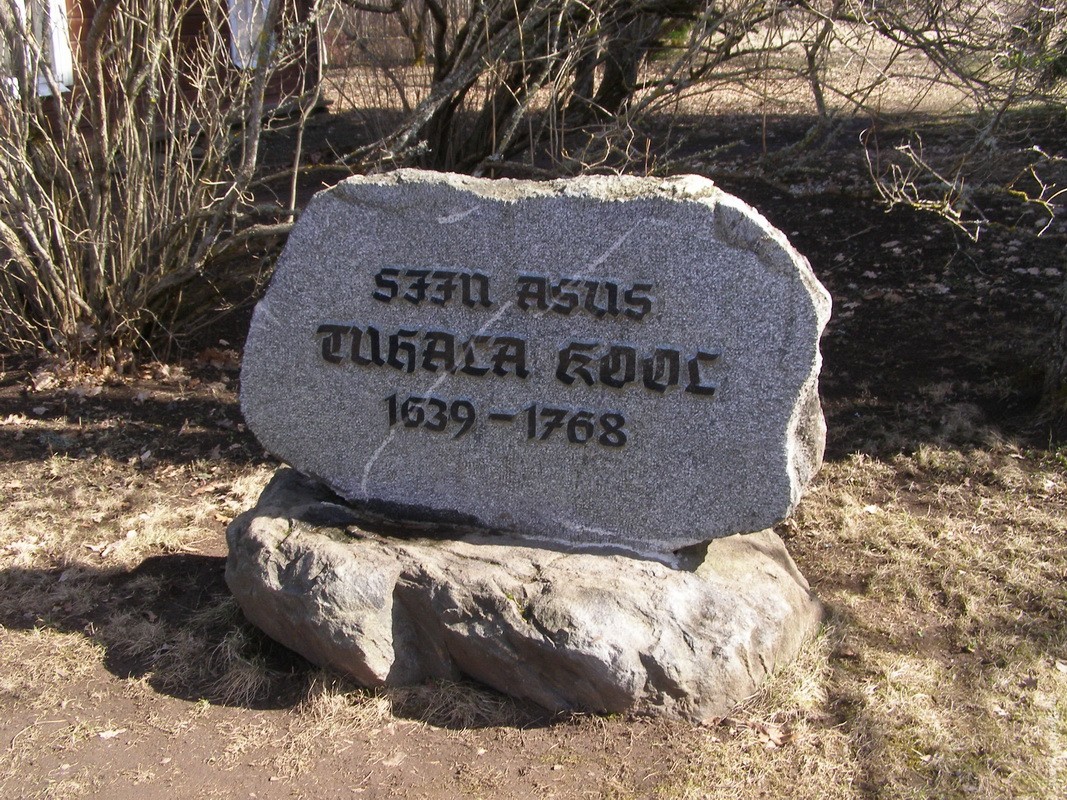 SIIN ASUS
TUHALA KOOL
1639 – 1768